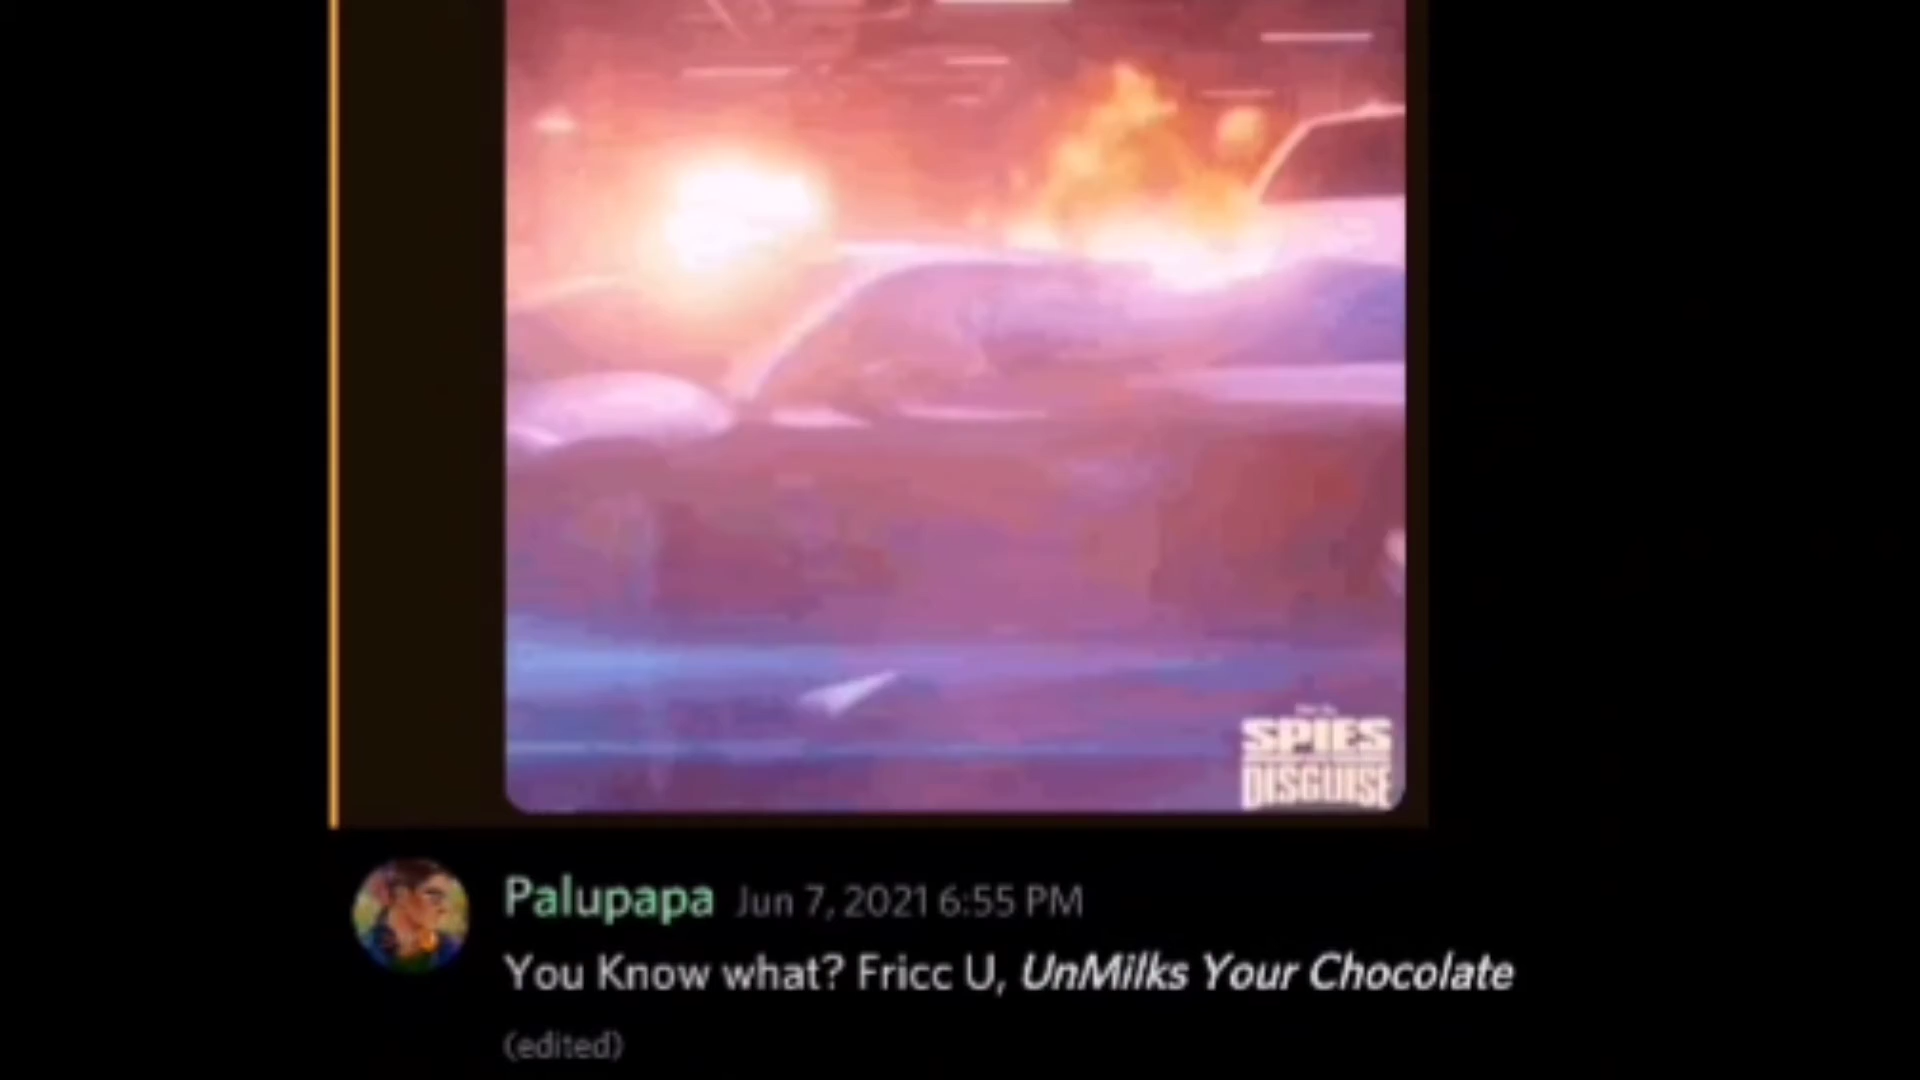 SPIES
DISGUISE
Palupapa Jun 7, 2021 6:55 PM
You Know what? Fricc U, UnMilks Your Chocolate
(edited)